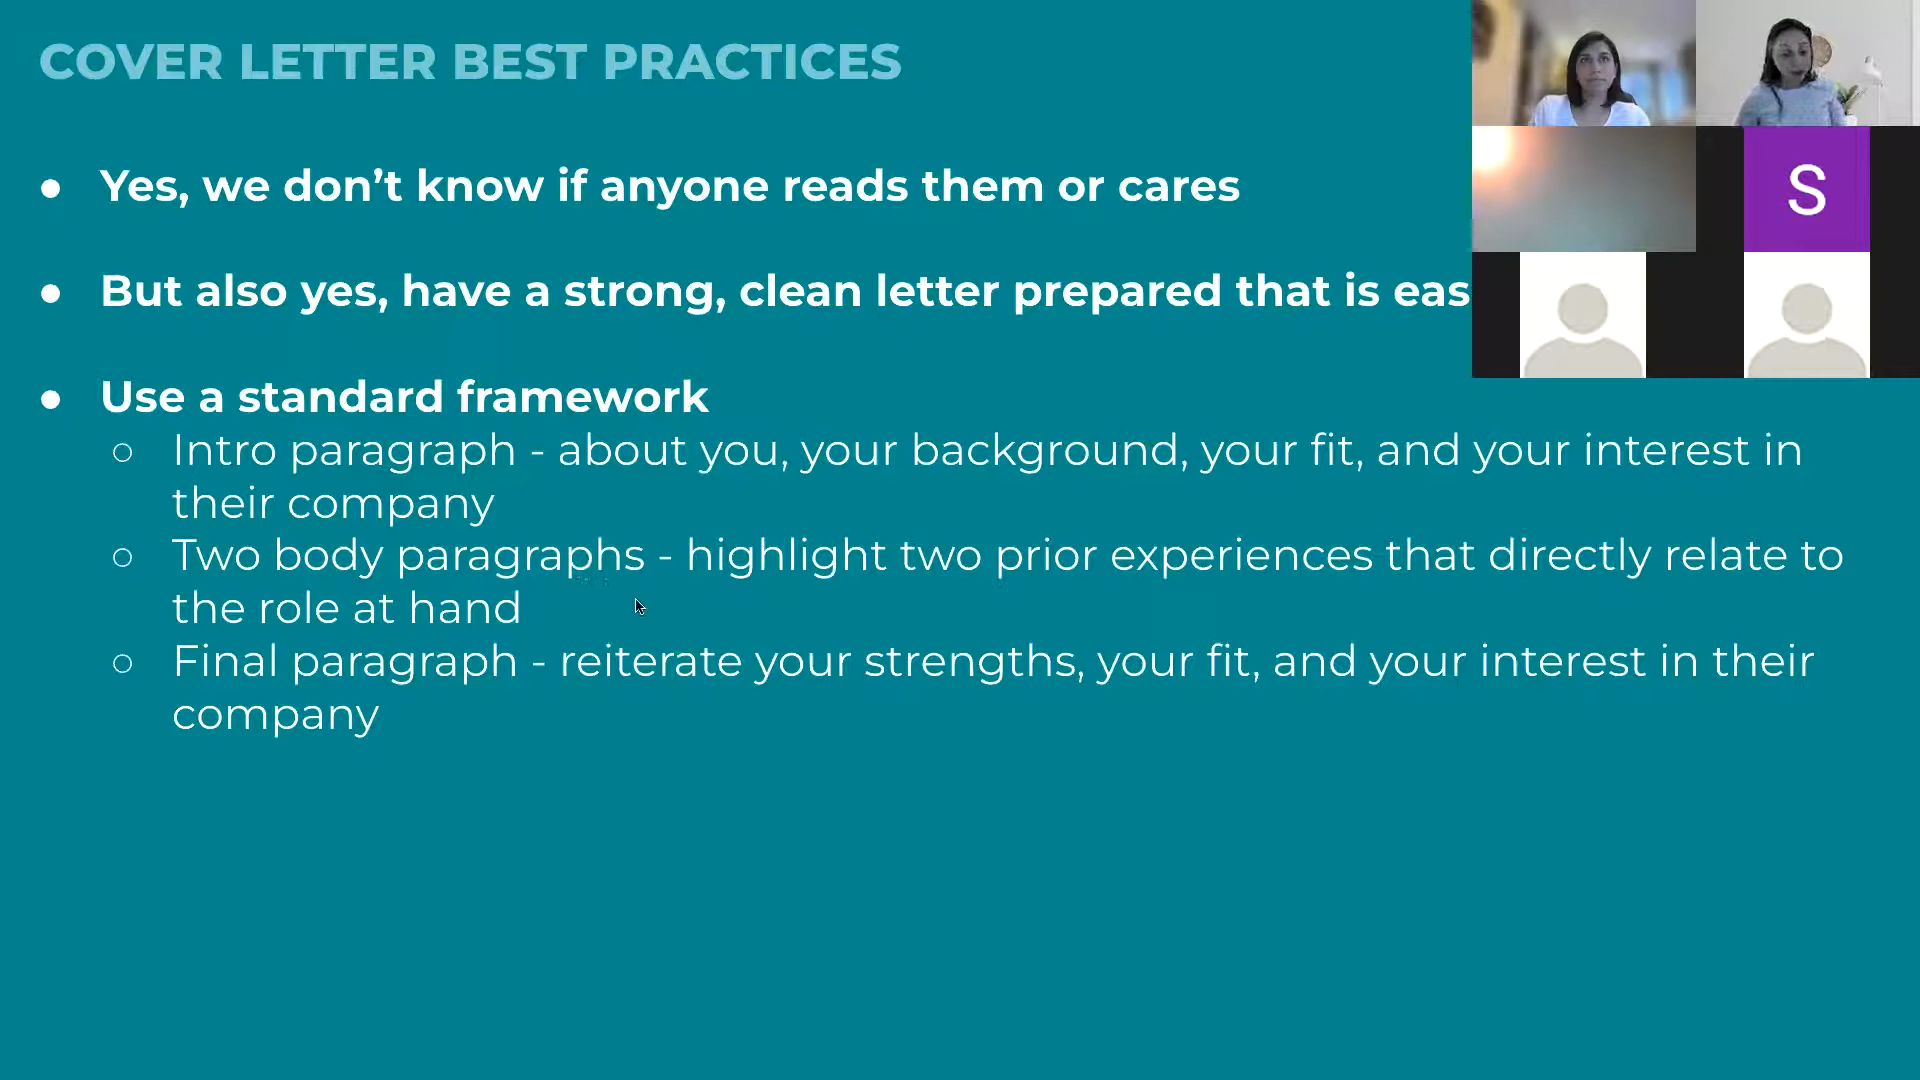 COVER LETTER BEST PRACTICES
● Yes, we don’t know if anyone reads them or cares
● But also yes, have a strong, clean letter prepared that is eas
S
● Use a standard framework
○ Intro paragraph - about you, your background, your fit, and your interest in
their company
○ Two body paragraphs - highlight two prior experiences that directly relate to
the role at hand
○ Final paragraph - reiterate your strengths, your fit, and your interest in their
company